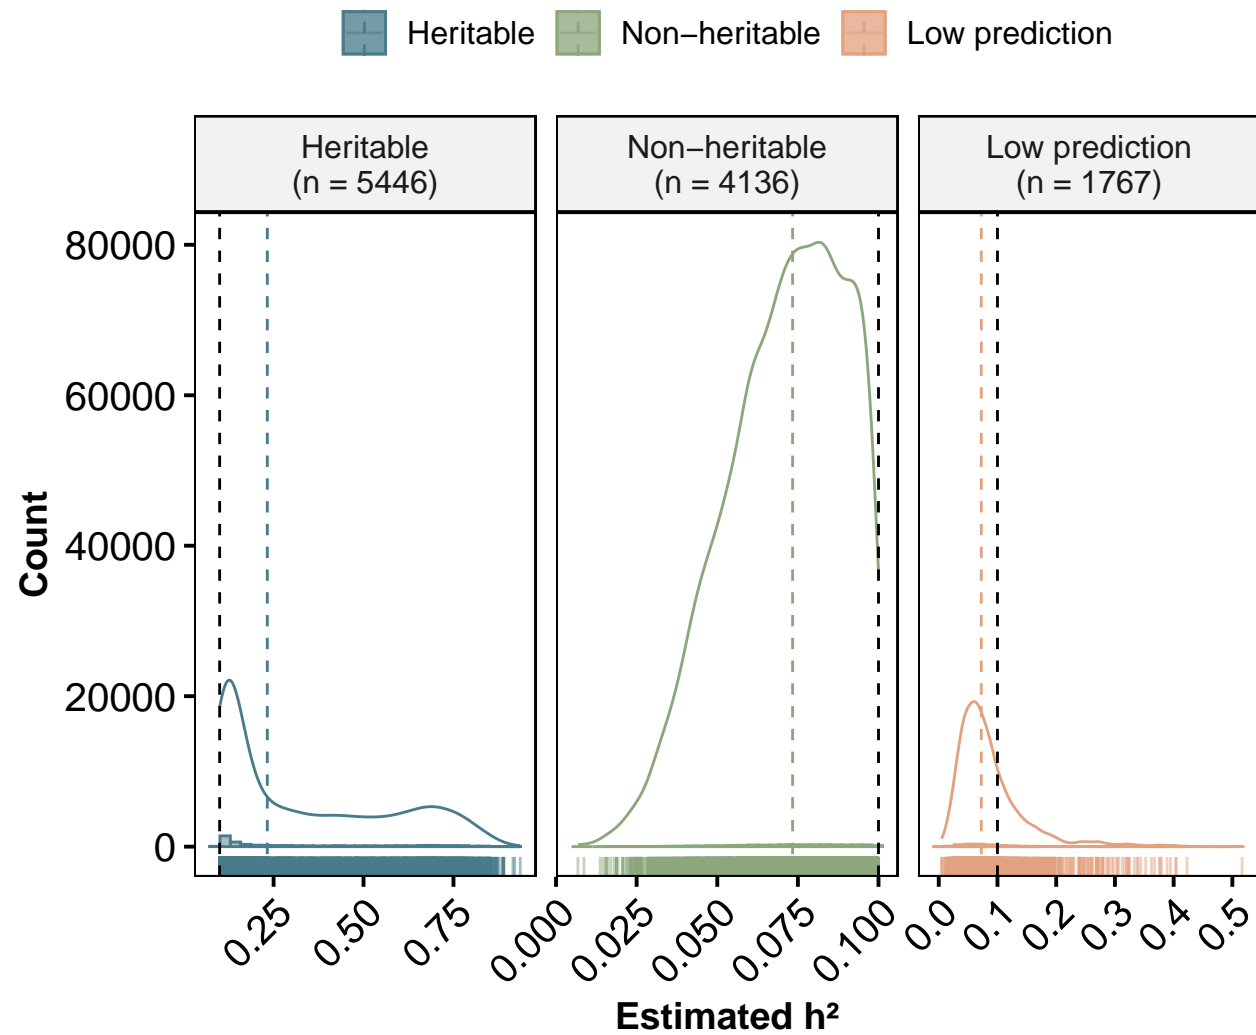 Heritable Non−heritable Low prediction
Heritable
(n = 5446)
Non−heritable
(n = 4136)
Low prediction
(n = 1767)
Count
80000
60000
40000
20000
0
0.25 0.50 0.75
0.000 0.025 0.050 0.075 0.100
0.0 0.1 0.2 0.3 0.4 0.5
Estimated h²